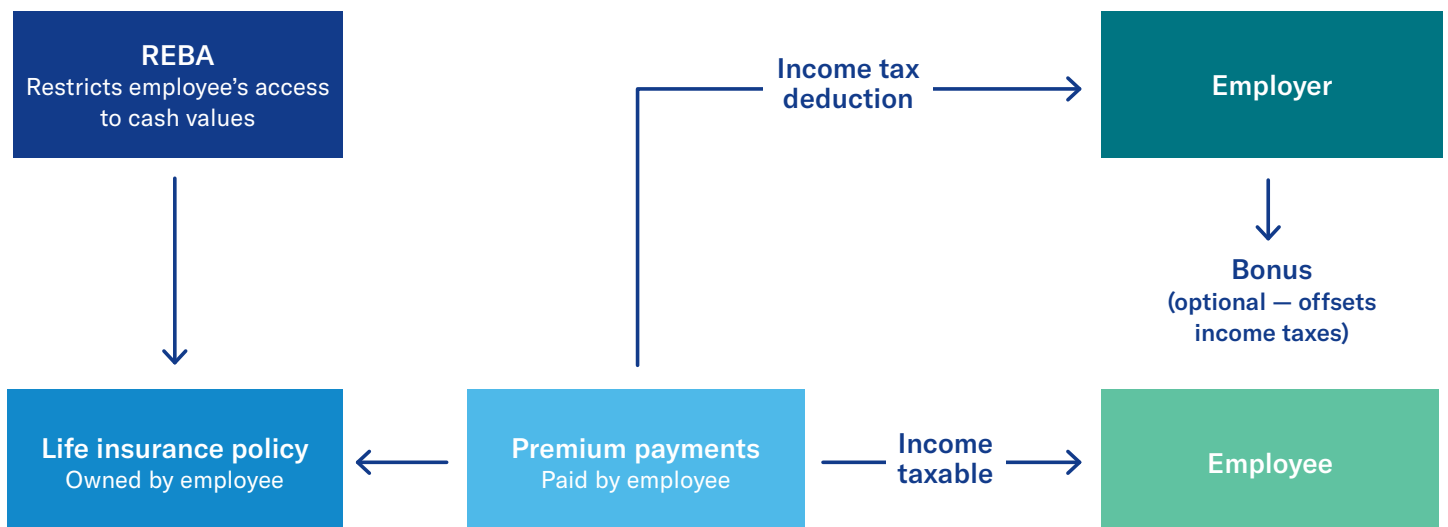 REBA
Restricts employee's access
to cash values
Income tax
deduction
Employer
Bonus
(optional — offsets
income taxes)
Life insurance policy
Owned by employee
Premium payments
Paid by employee
Income
taxable
Employee